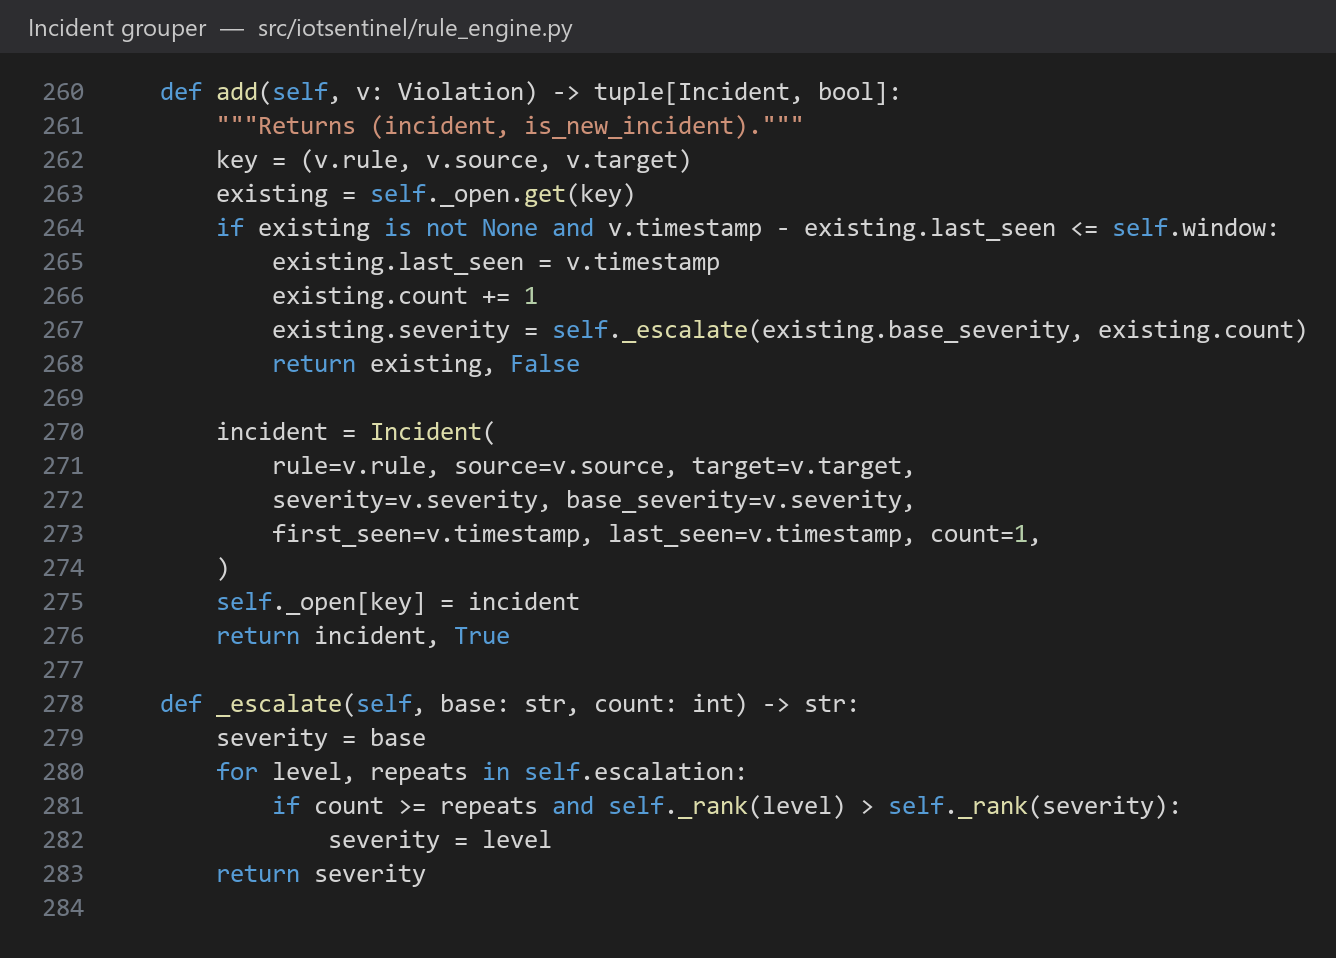 Incident grouper — src/iotsentinel/rule_engine.py
260     def add(self, v: Violation) -> tuple[Incident, bool]:
261         """Returns (incident, is_new_incident)."""
262         key = (v.rule, v.source, v.target)
263         existing = self._open.get(key)
264         if existing is not None and v.timestamp - existing.last_seen <= self.window:
265             existing.last_seen = v.timestamp
266             existing.count += 1
267             existing.severity = self._escalate(existing.base_severity, existing.count)
268             return existing, False
269
270         incident = Incident(
271             rule=v.rule, source=v.source, target=v.target,
272             severity=v.severity, base_severity=v.severity,
273             first_seen=v.timestamp, last_seen=v.timestamp, count=1,
274         )
275         self._open[key] = incident
276         return incident, True
277
278     def _escalate(self, base: str, count: int) -> str:
279         severity = base
280         for level, repeats in self.escalation:
281             if count >= repeats and self._rank(level) > self._rank(severity):
282                 severity = level
283         return severity
284